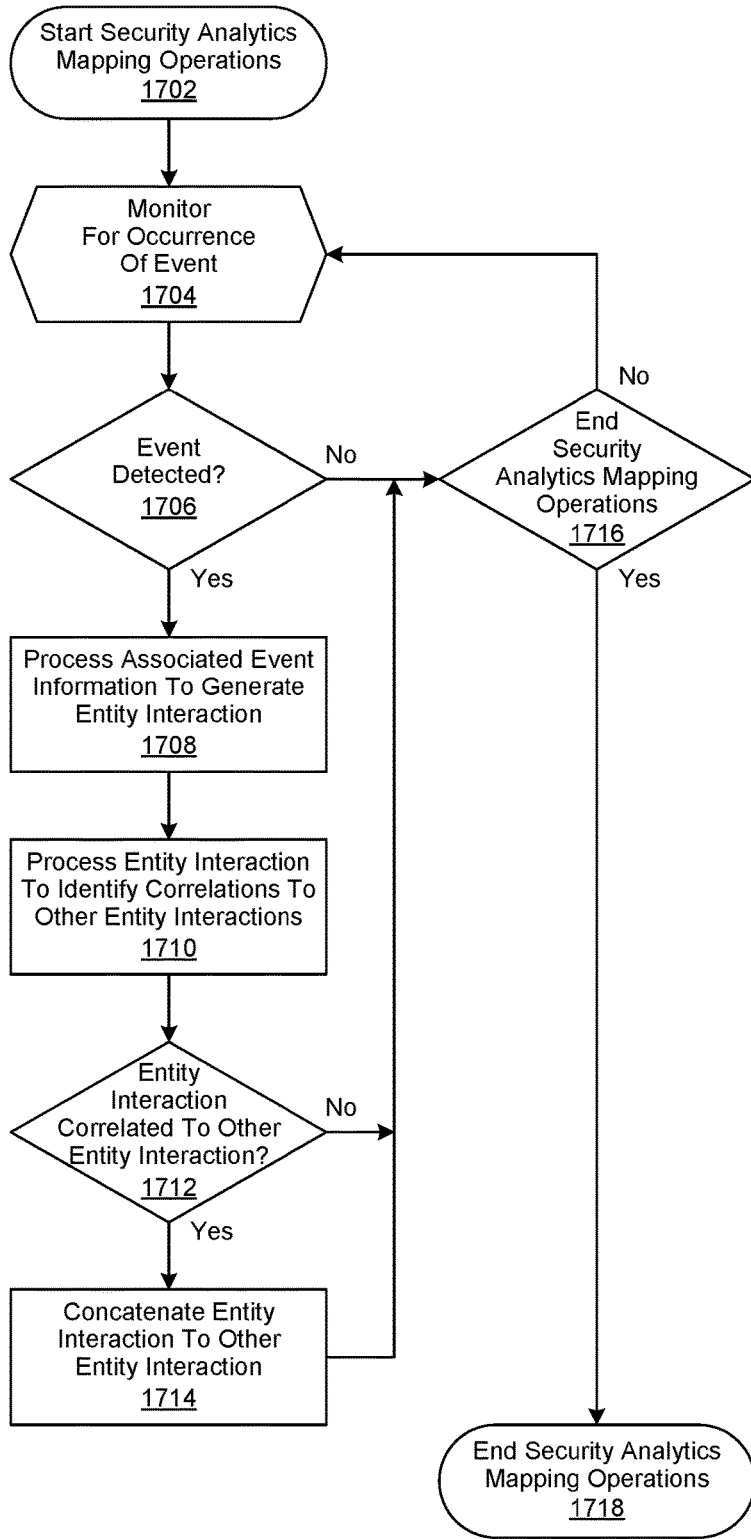 Start Security Analytics
Mapping Operations
1702
Monitor
For Occurrence
Of Event
1704
Event
Detected?
1706
No
Yes
End
Security
Analytics Mapping
Operations
1716
No
Yes
Process Associated Event
Information To Generate
Entity Interaction
1708
Process Entity Interaction
To Identify Correlations To
Other Entity Interactions
1710
Entity
Interaction
Correlated To Other
Entity Interaction?
1712
No
Yes
Concatenate Entity
Interaction To Other
Entity Interaction
1714
End Security Analytics
Mapping Operations
1718